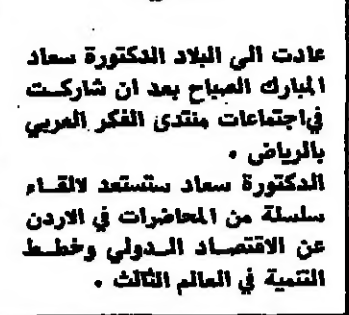 عادت الى البلاد الدكتورة سعاد
المبارك الصباح بعد ان شاركت
في اجتماعات منتدى الفكر العربي
بالرياض .
الدكتورة سعاد ستستعد لالقاء
سلسلة من المحاضرات في الاردن
عن الاقتصاد الدولي وخطط
التنمية في العالم الثالث .